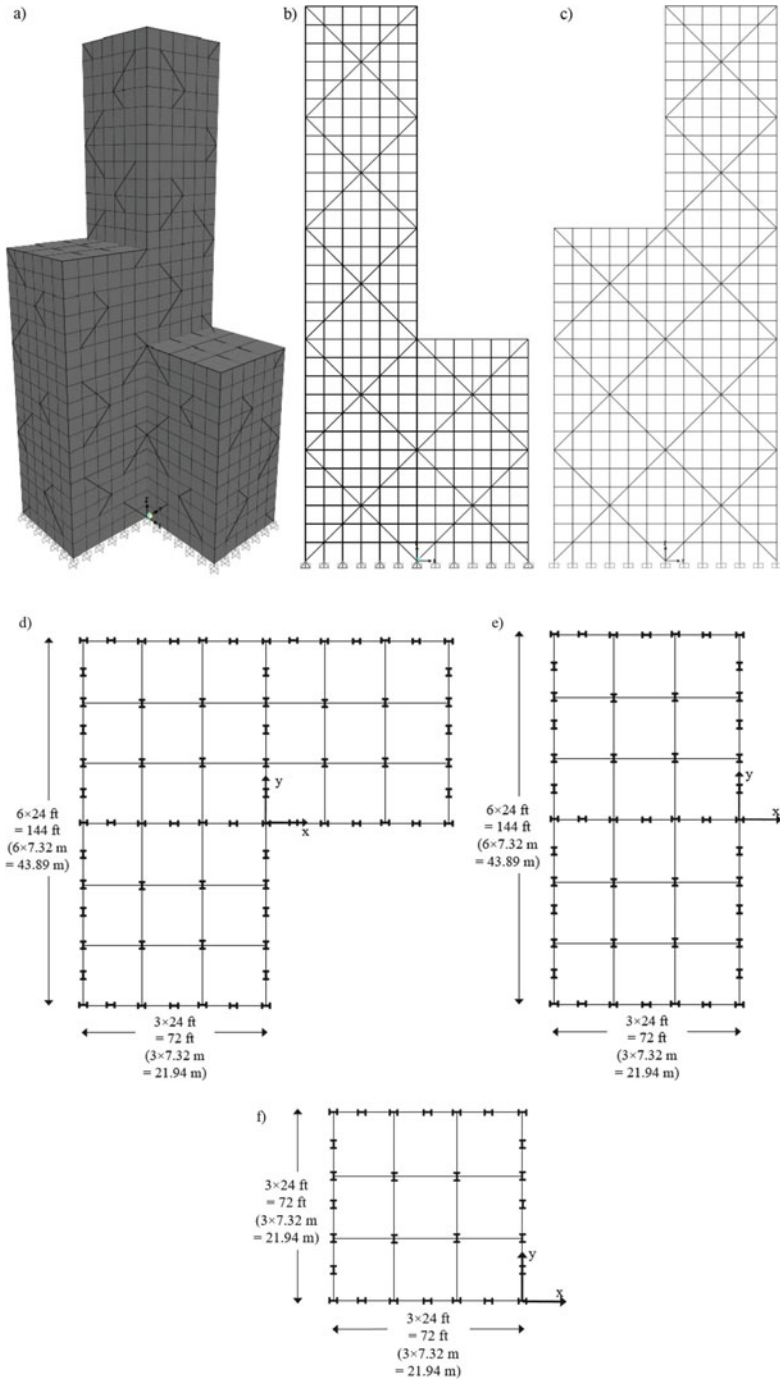 a)
b)
c)
d)
6×24 ft
= 144 ft
(6×7.32 m
= 43.89 m)
y
x
3×24 ft
= 72 ft
(3×7.32 m
= 21.94 m)
e)
6×24 ft
= 144 ft
(6×7.32 m
= 43.89 m)
y
x
3×24 ft
= 72 ft
(3×7.32 m
= 21.94 m)
f)
3×24 ft
= 72 ft
(3×7.32 m
= 21.94 m)
y
x
3×24 ft
= 72 ft
(3×7.32 m
= 21.94 m)